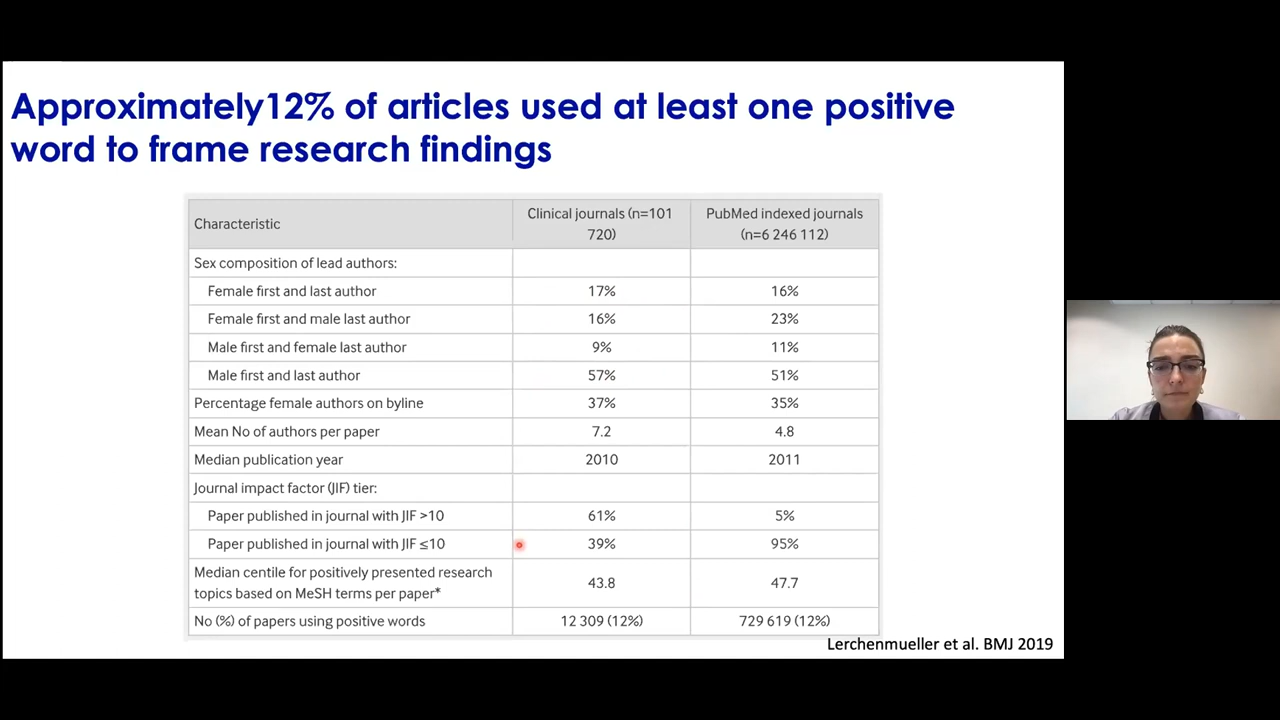 Approximately12% of articles used at least one positive
word to frame research findings
Characteristic
Clinical journals (n=101
720)
PubMed indexed journals
(n=6 246 112)
Sex composition of lead authors:
Female first and last author 17% 16%
Female first and male last author 16% 23%
Male first and female last author 9% 11%
Male first and last author 57% 51%
Percentage female authors on byline 37% 35%
Mean No of authors per paper 7.2 4.8
Median publication year 2010 2011
Journal impact factor (JIF) tier:
Paper published in journal with JIF >10 61% 5%
Paper published in journal with JIF ≤10 39% 95%
Median centile for positively presented research
topics based on MeSH terms per paper* 43.8 47.7
No (%) of papers using positive words 12 309 (12%) 729 619 (12%)
Lerchenmueller et al. BMJ 2019